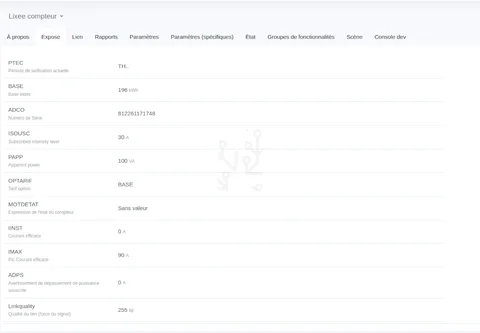 Lixee compteur
À propos Expose Lien Rapports Paramètres Paramètres (spécifiques) État Groupes de fonctionnalités Scène Console dev
PTEC
Période de tarification actuelle
TH..
BASE
Base index
196 kWh
ADCO
Numéro de Série
812261171748
ISOUSC
Subscribed intensity level
30 A
PAPP
Apparent power
100 VA
OPTARIF
Tarif option
BASE
MOTDETAT
Expression de l'état du compteur
Sans valeur
IINST
Courant efficace
0 A
IMAX
Pic Courant efficace
90 A
ADPS
Avertissement de dépassement de puissance
souscrite
0 A
Linkquality
Qualité du lien (force du signal)
255 lqi